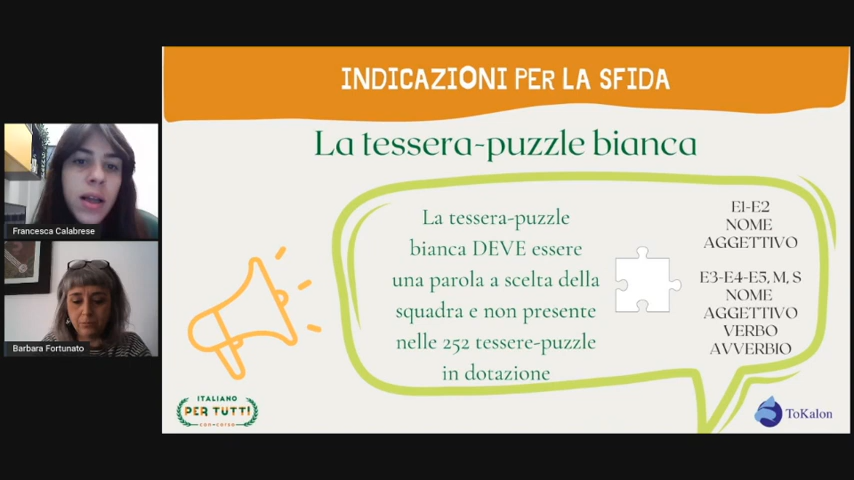 INDICAZIONI PER LA SFIDA
La tessera-puzzle bianca
La tessera-puzzle
bianca DEVE essere
una parola a scelta della
squadra e non presente
nelle 252 tessere-puzzle
in dotazione
E1-E2
NOME
AGGETTIVO
E3-E4-E5, M, S
NOME
AGGETTIVO
VERBO
AVVERBIO
Francesca Calabrese
Barbara Fortunato
ITALIANO
PER TUTTI
con-corso
ToKalon